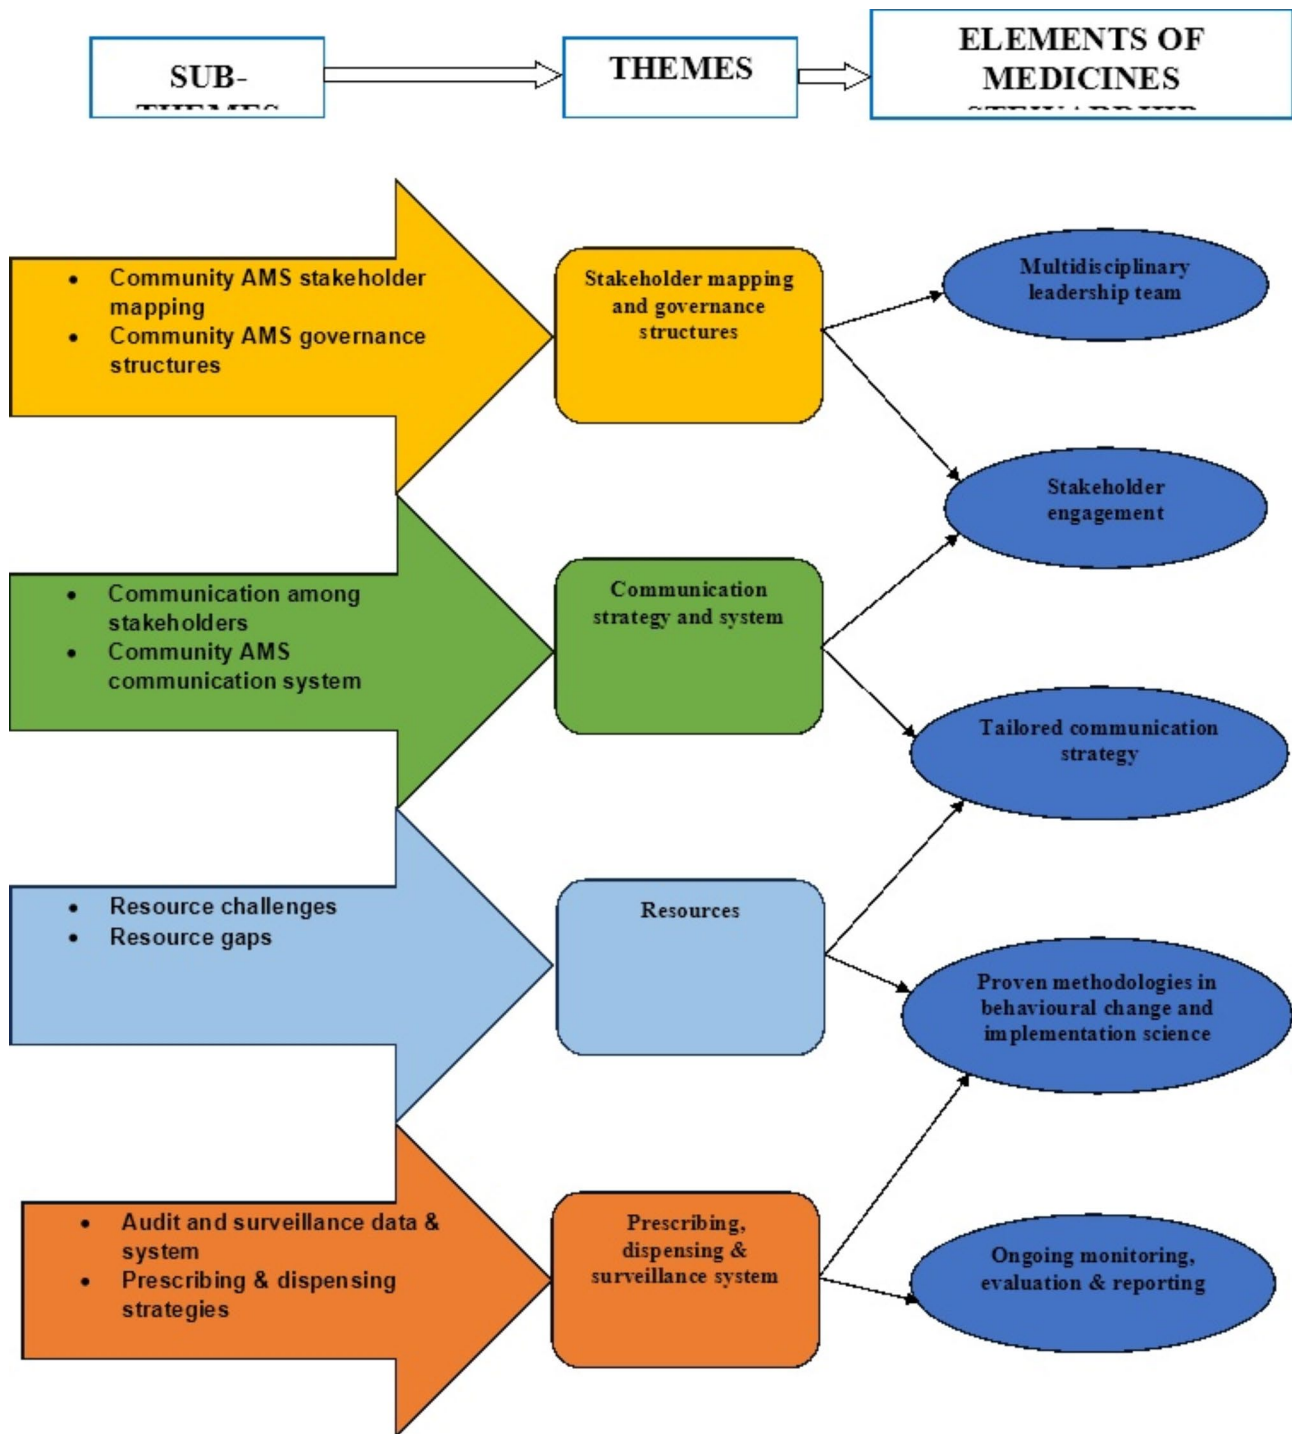 SUB-
THEMES
THEMES
ELEMENTS OF
MEDICINES
• Community AMS stakeholder
mapping
• Community AMS governance
structures
Stakeholder mapping
and governance
structures
Multidisciplinary
leadership team
Stakeholder
engagement
• Communication among
stakeholders
• Community AMS
communication system
Communication
strategy and system
Tailored communication
strategy
• Resource challenges
• Resource gaps
Resources
Proven methodologies in
behavioural change and
implementation science
• Audit and surveillance data &
system
• Prescribing & dispensing
strategies
Prescribing,
dispensing &
surveillance system
Ongoing monitoring,
evaluation & reporting